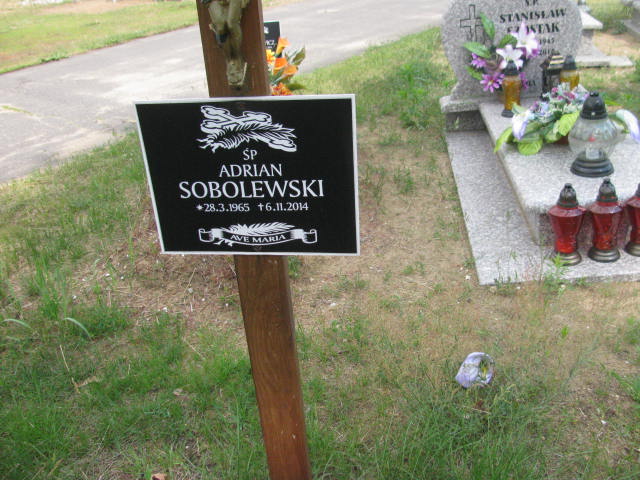 ŚP
ADRIAN
SOBOLEWSKI
*28.3.1965 †6.11.2014
AVE MARIA
Ś.P.
STANISŁAW